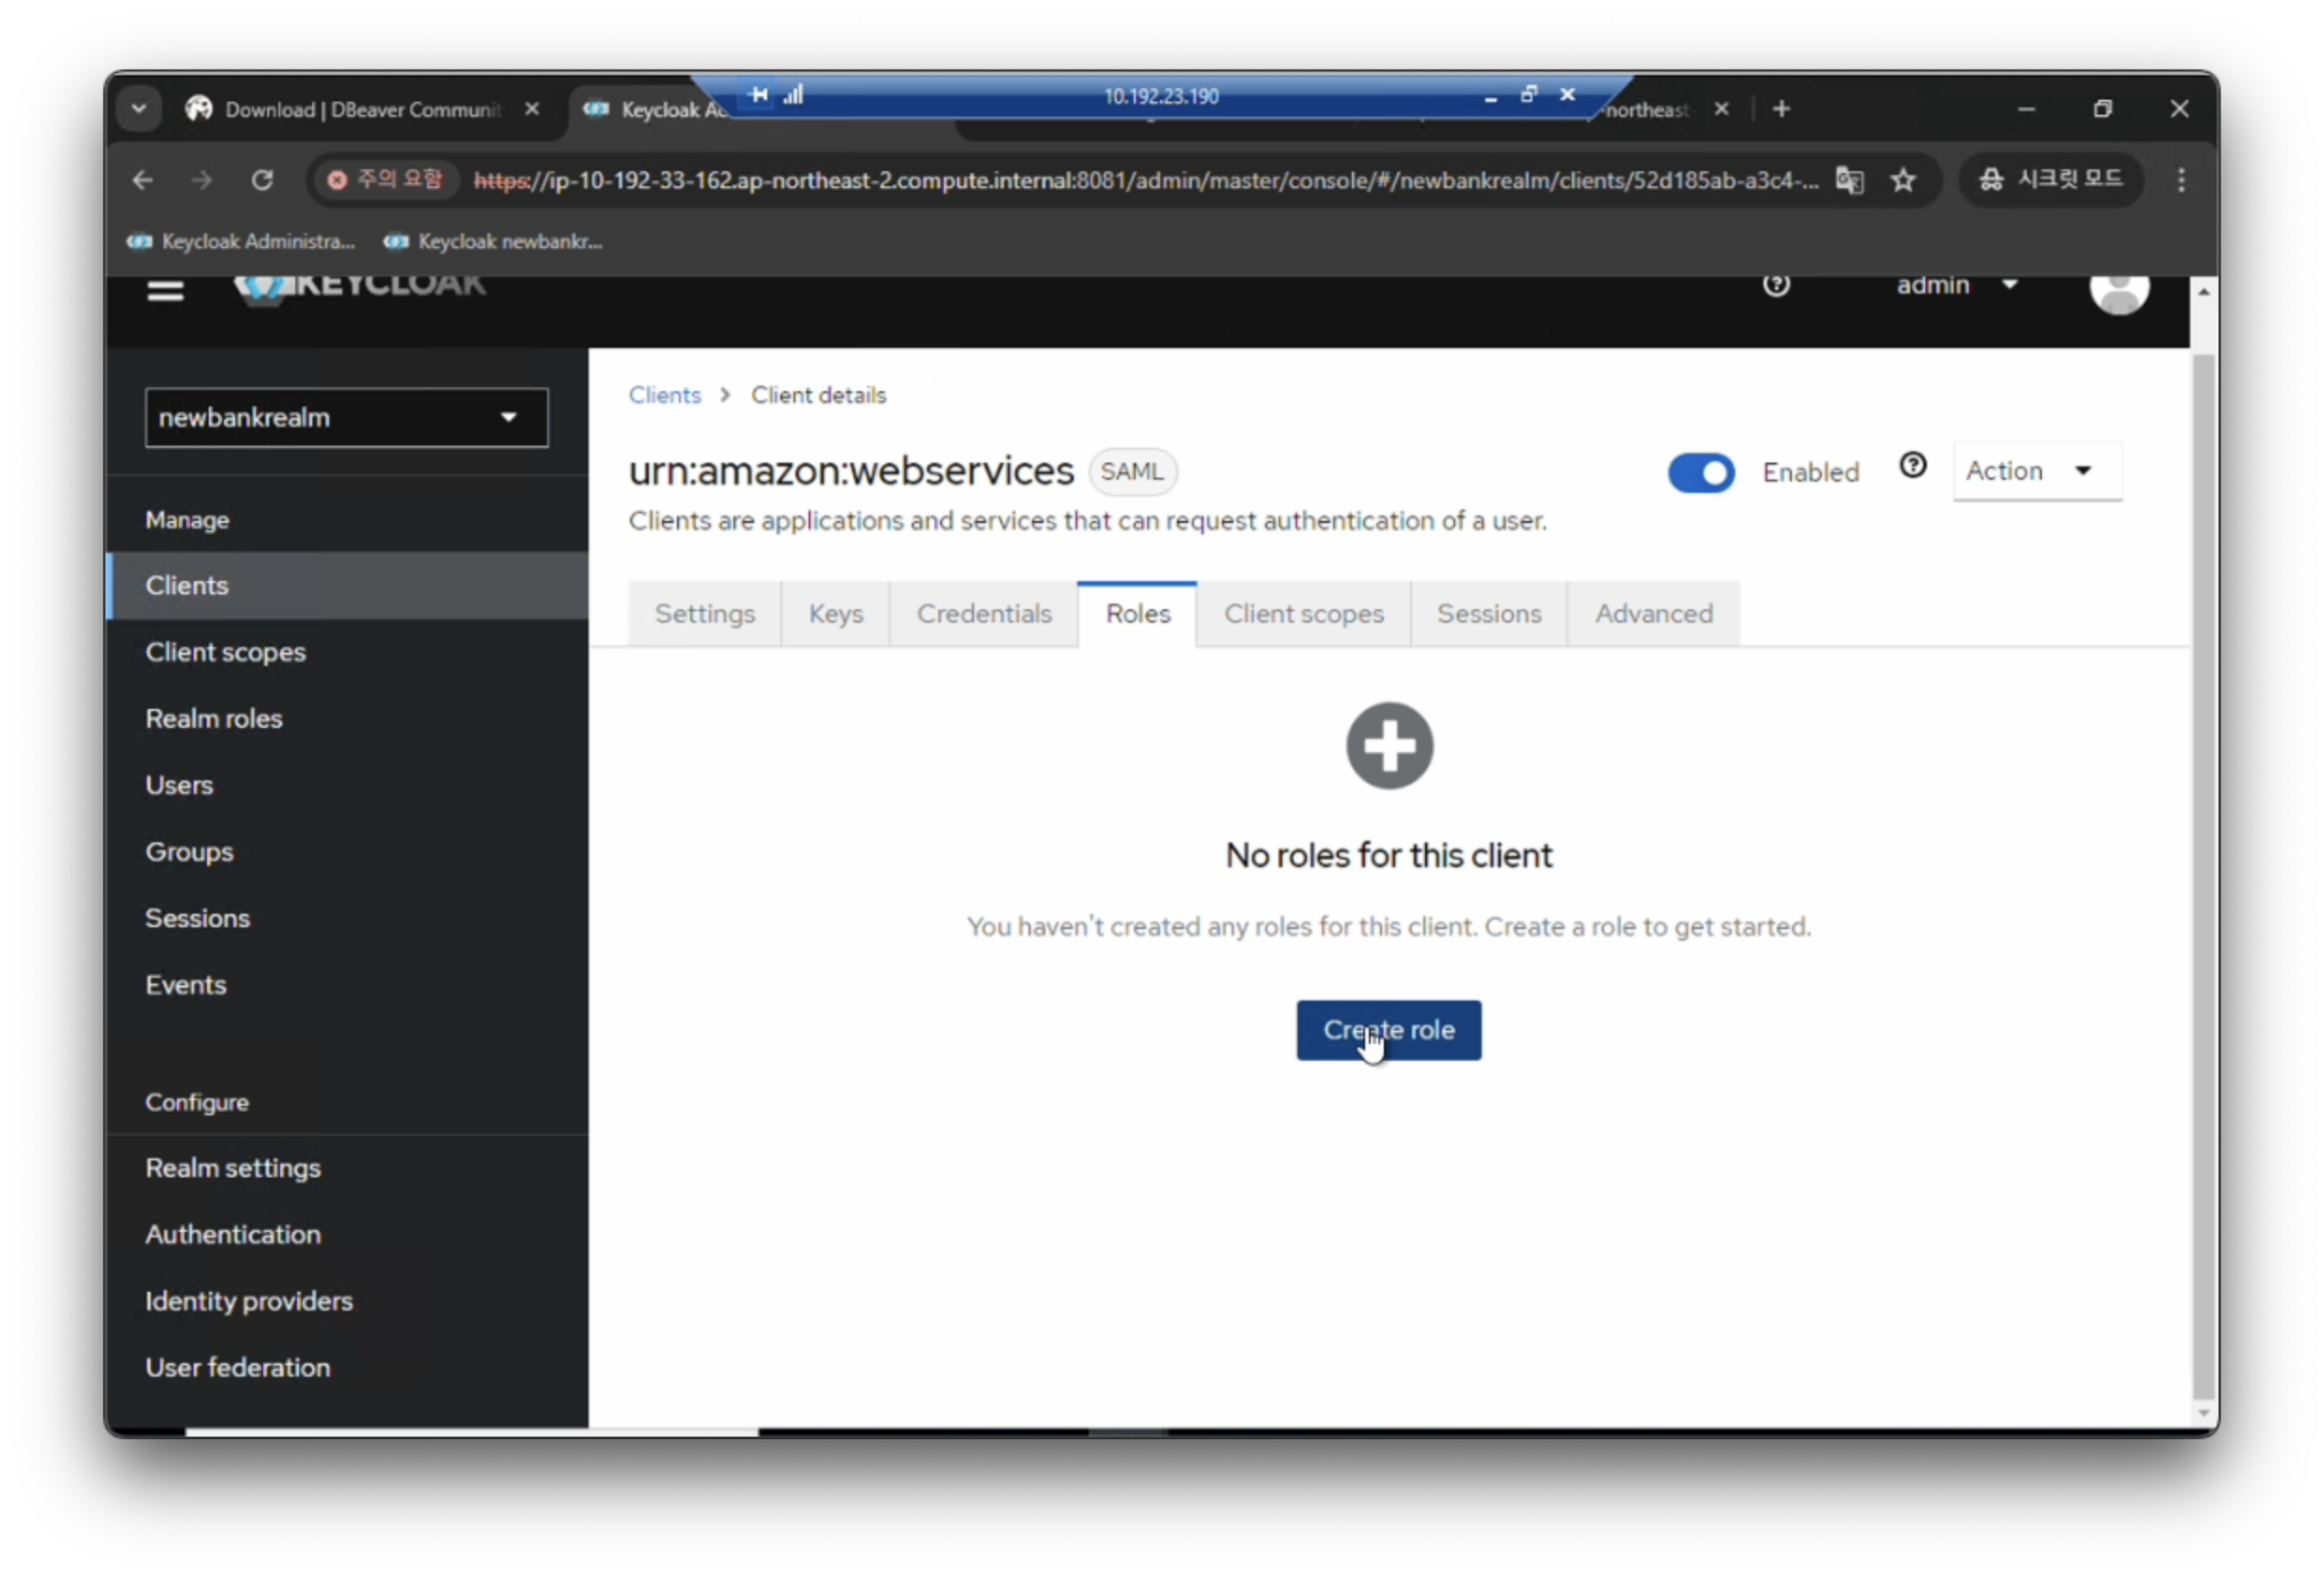 Download | DBeaver Communit
Keycloak Ad
10.192.23.190
-northeast
주의 요함
https://ip-10-192-33-162.ap-northeast-2.compute.internal:8081/admin/master/console/#/newbankrealm/clients/52d185ab-a3c4-...
시크릿 모드
Keycloak Administra...
Keycloak newbankr...
KEYCLOAK
admin
newbankrealm
Manage
Clients
Client scopes
Realm roles
Users
Groups
Sessions
Events
Configure
Realm settings
Authentication
Identity providers
User federation
Clients > Client details
urn:amazon:webservices SAML
Enabled
Action
Clients are applications and services that can request authentication of a user.
Settings Keys Credentials Roles Client scopes Sessions Advanced
No roles for this client
You haven't created any roles for this client. Create a role to get started.
Create role